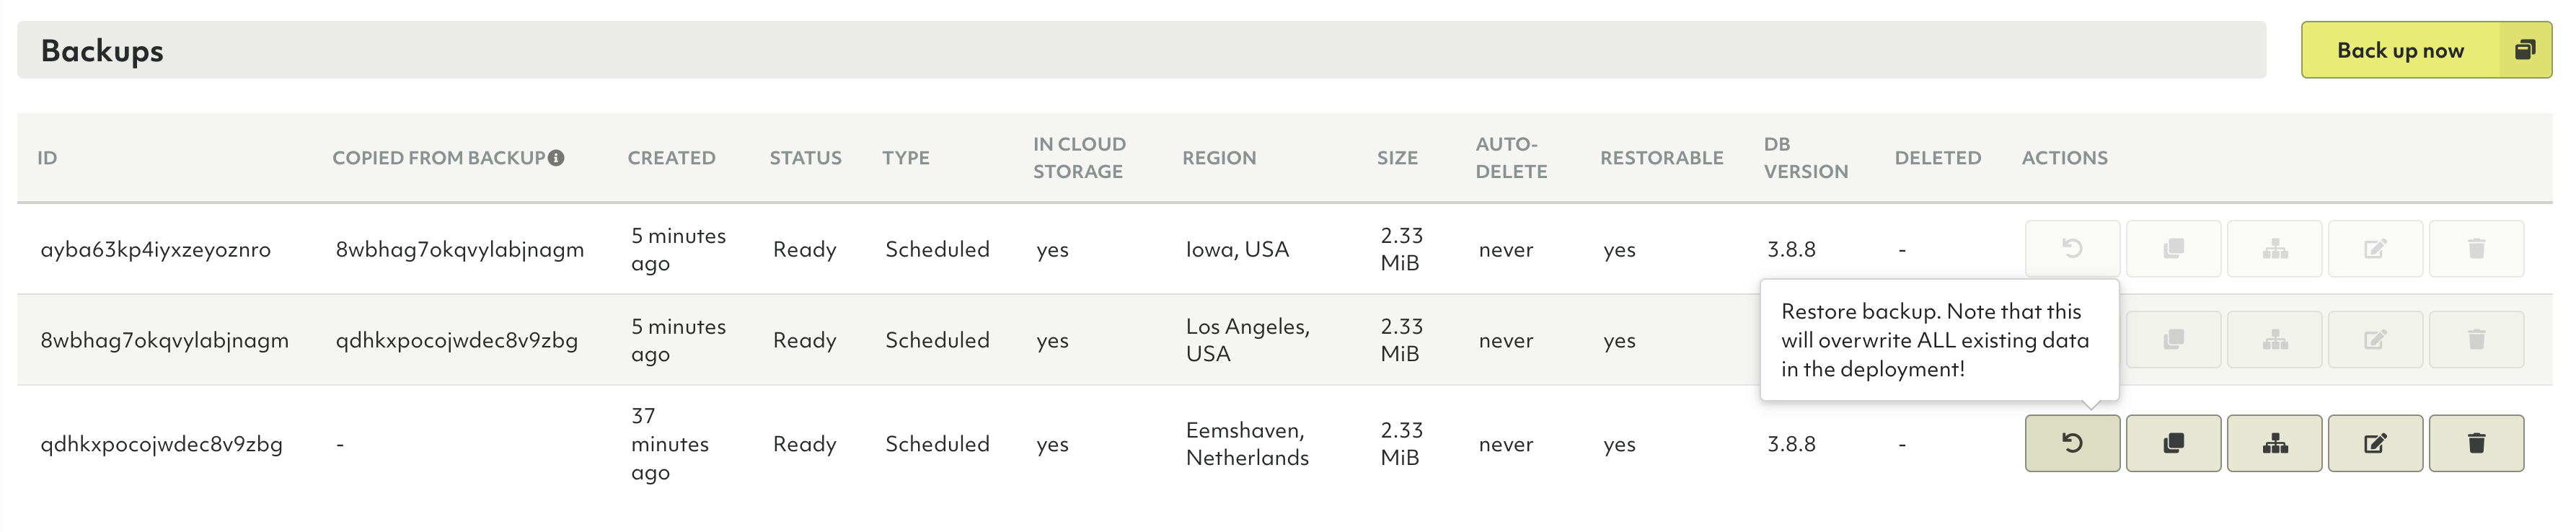 Backups
Back up now
ID COPIED FROM BACKUP CREATED STATUS TYPE IN CLOUD STORAGE REGION SIZE AUTO-DELETE RESTORABLE DB VERSION DELETED ACTIONS
ayba63kp4iyxzeyoznro 8wbhag7okqvylabjnagm 5 minutes ago Ready Scheduled yes Iowa, USA 2.33 MiB never yes 3.8.8 -
8wbhag7okqvylabjnagm qdhkxpocojwdec8v9zbg 5 minutes ago Ready Scheduled yes Los Angeles, USA 2.33 MiB never yes
Restore backup. Note that this
will overwrite ALL existing data
in the deployment!
qdhkxpocojwdec8v9zbg - 37 minutes ago Ready Scheduled yes Eemshaven, Netherlands 2.33 MiB never yes 3.8.8 -